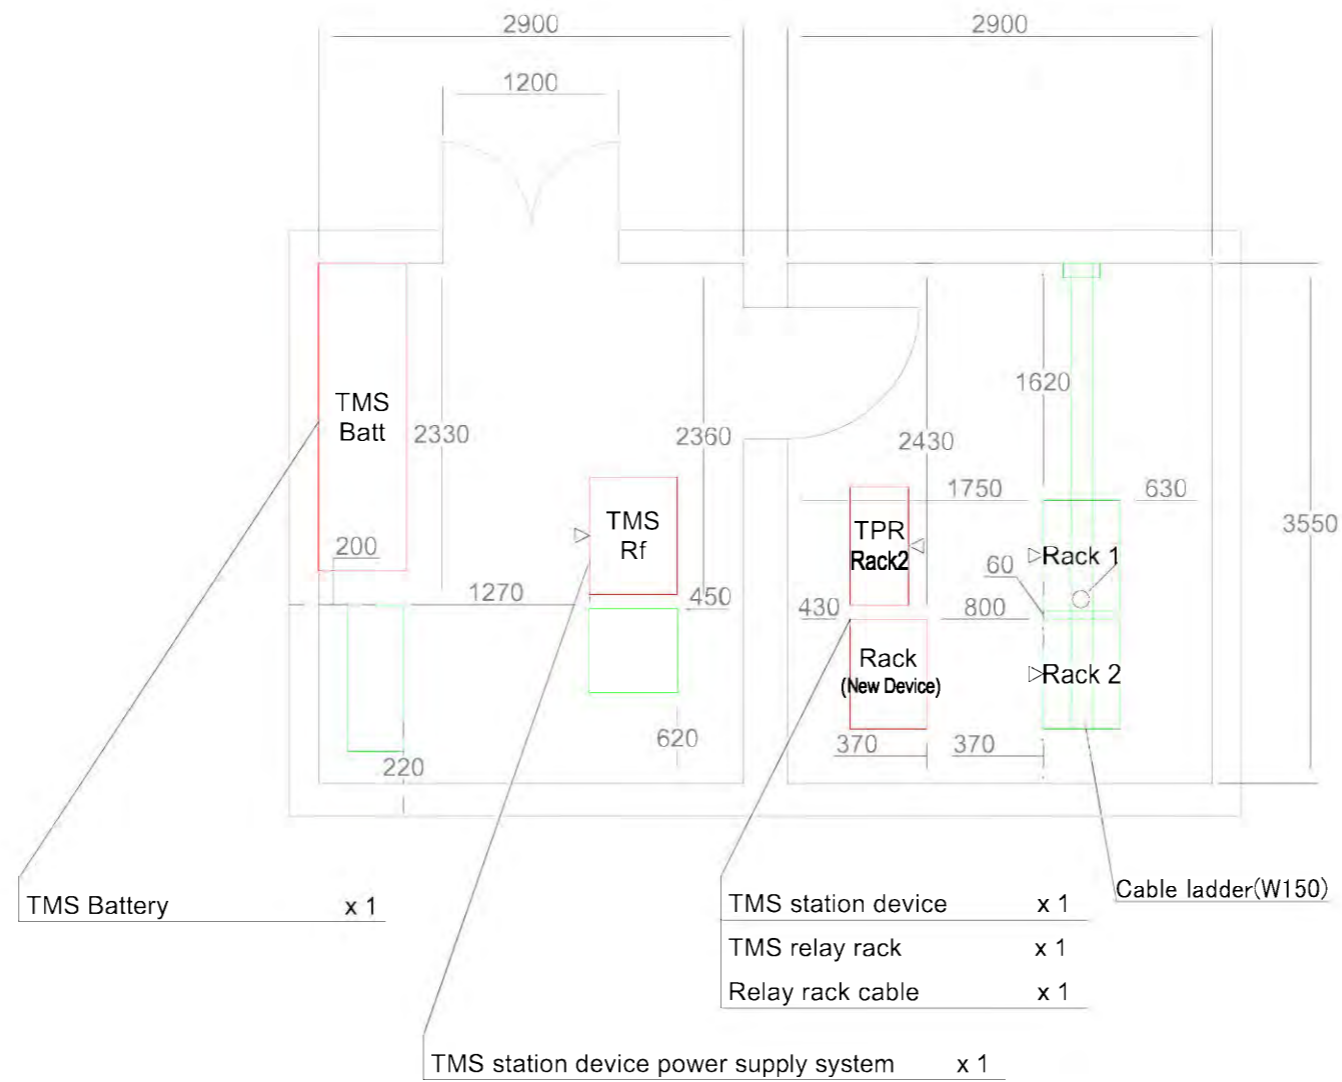 2900
2900
1200
TMS
Batt
2330
2360
1620
2430
1750
630
3550
TMS
Rf
TPR
Rack2
Rack 1
200
60
1270
450
430
800
Rack
(New Device)
Rack 2
620
370
370
220
TMS Battery x 1
Cable ladder(W150)
TMS station device x 1
TMS relay rack x 1
Relay rack cable x 1
TMS station device power supply system x 1